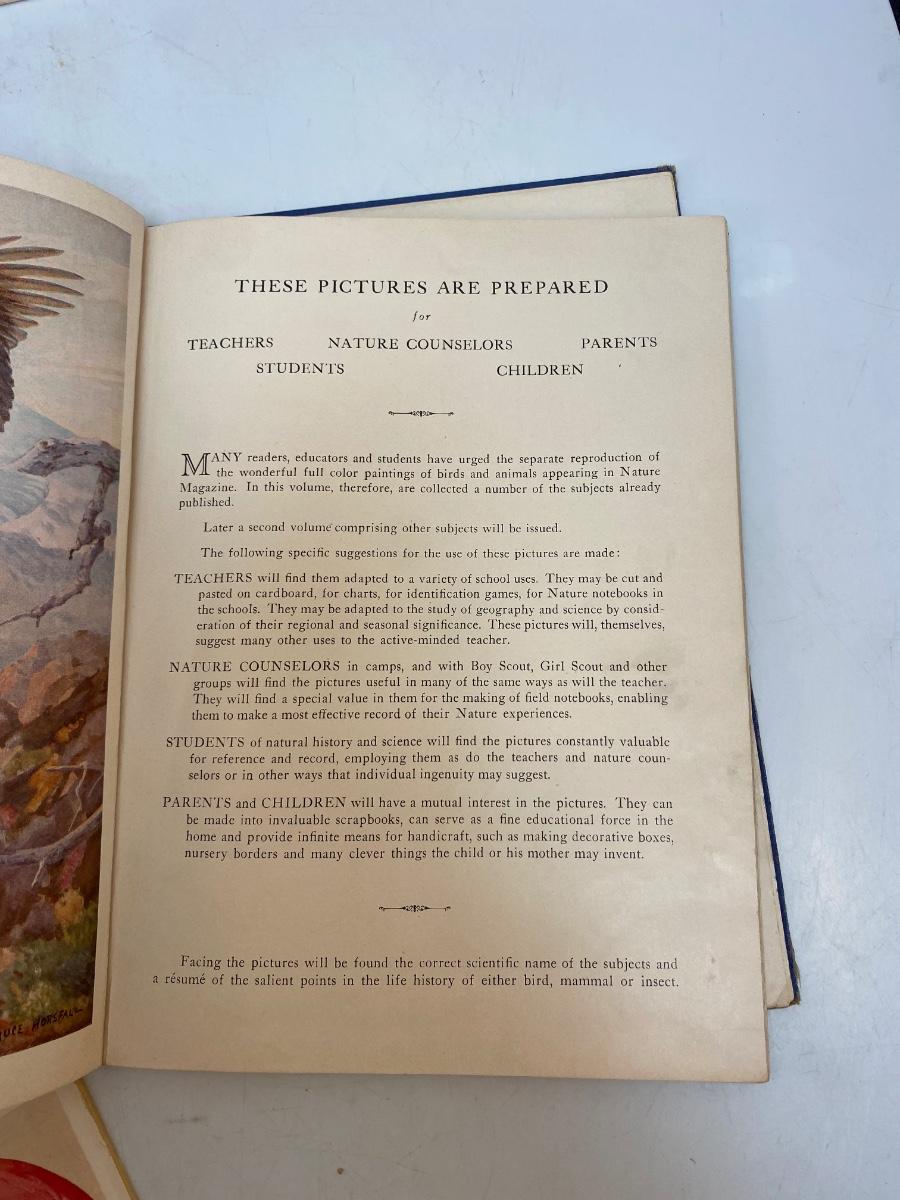 THESE PICTURES ARE PREPARED
for
TEACHERS NATURE COUNSELORS PARENTS
STUDENTS CHILDREN
MANY readers, educators and students have urged the separate reproduction of
the wonderful full color paintings of birds and animals appearing in Nature
Magazine. In this volume, therefore, are collected a number of the subjects already
published.
Later a second volume comprising other subjects will be issued.
The following specific suggestions for the use of these pictures are made:
TEACHERS will find them adapted to a variety of school uses. They may be cut and
pasted on cardboard, for charts, for identification games, for Nature notebooks in
the schools. They may be adapted to the study of geography and science by consid-
eration of their regional and seasonal significance. These pictures will, themselves,
suggest many other uses to the active-minded teacher.
NATURE COUNSELORS in camps, and with Boy Scout, Girl Scout and other
groups will find the pictures useful in many of the same ways as will the teacher.
They will find a special value in them for the making of field notebooks, enabling
them to make a most effective record of their Nature experiences.
STUDENTS of natural history and science will find the pictures constantly valuable
for reference and record, employing them as do the teachers and nature coun-
selors or in other ways that individual ingenuity may suggest.
PARENTS and CHILDREN will have a mutual interest in the pictures. They can
be made into invaluable scrapbooks, can serve as a fine educational force in the
home and provide infinite means for handicraft, such as making decorative boxes,
nursery borders and many clever things the child or his mother may invent.
Facing the pictures will be found the correct scientific name of the subjects and
a résumé of the salient points in the life history of either bird, mammal or insect.
HORSFALL